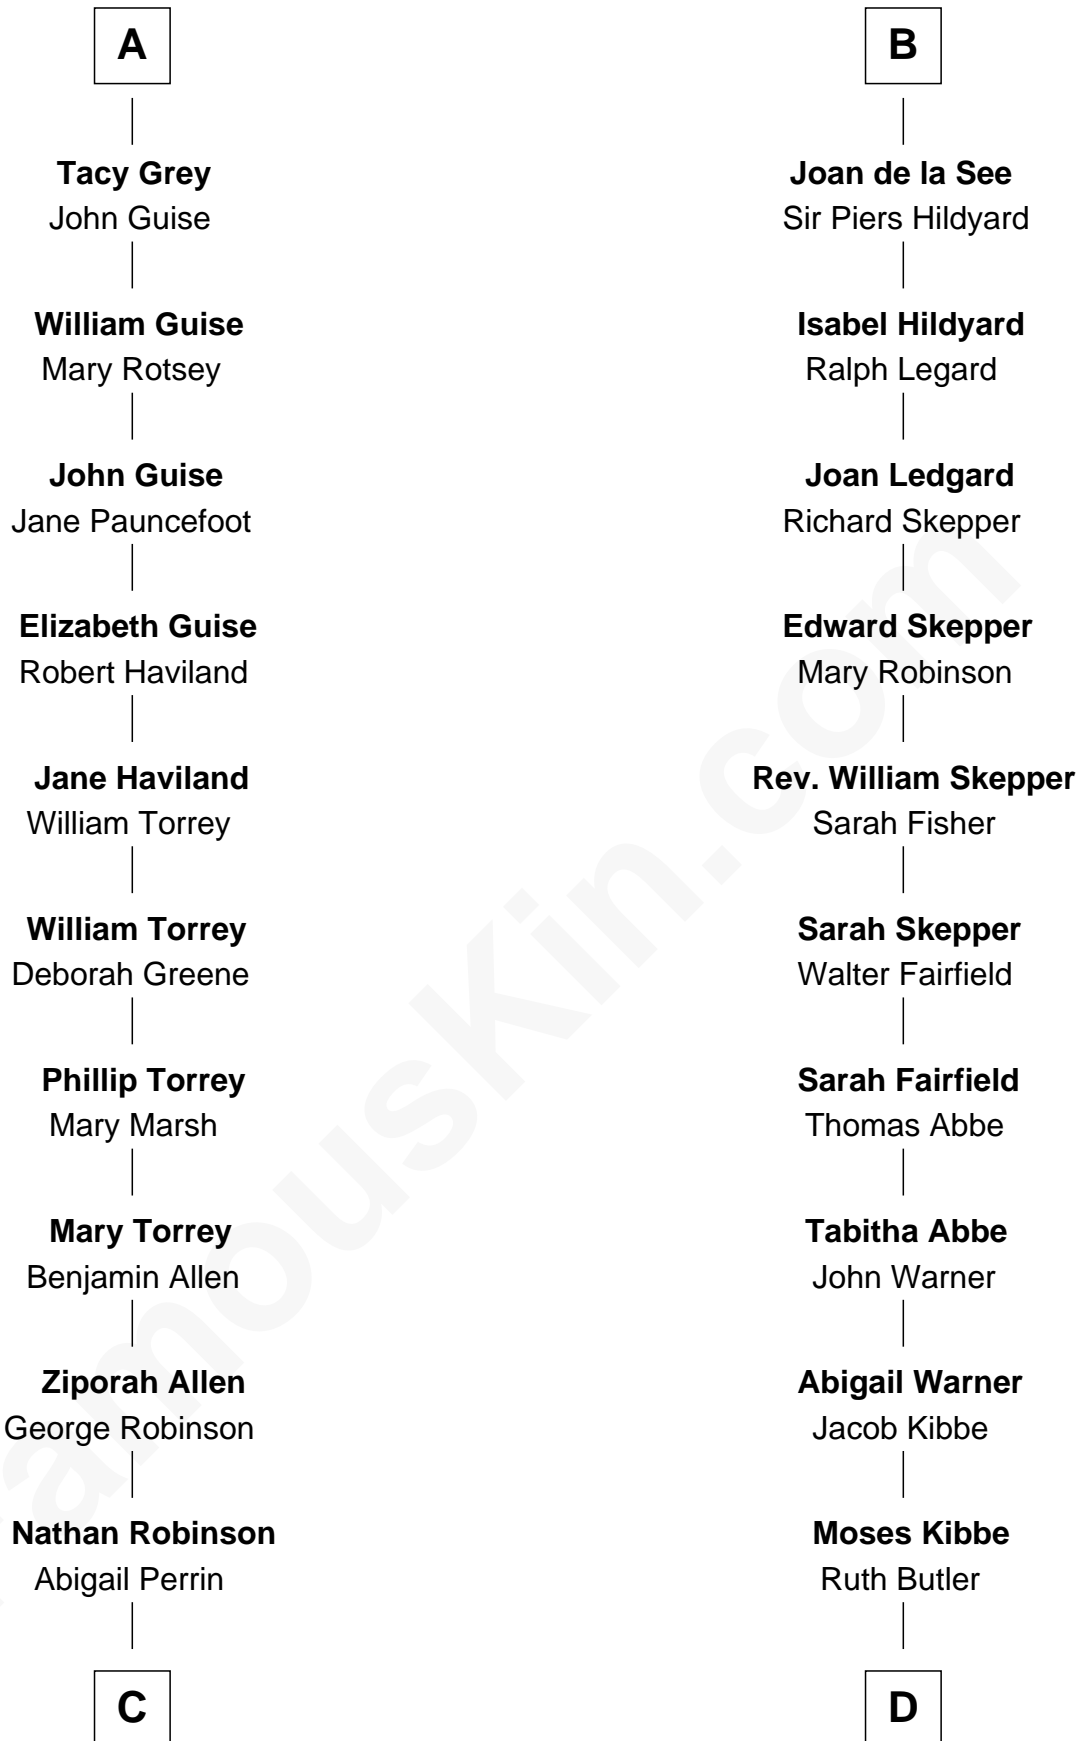 A
Tacy Grey
John Guise
William Guise
Mary Rotsey
John Guise
Jane Pauncefoot
Elizabeth Guise
Robert Haviland
Jane Haviland
William Torrey
William Torrey
Deborah Greene
Phillip Torrey
Mary Marsh
Mary Torrey
Benjamin Allen
Ziporah Allen
George Robinson
Nathan Robinson
Abigail Perrin
C
B
Joan de la See
Sir Piers Hildyard
Isabel Hildyard
Ralph Legard
Joan Ledgard
Richard Skepper
Edward Skepper
Mary Robinson
Rev. William Skepper
Sarah Fisher
Sarah Skepper
Walter Fairfield
Sarah Fairfield
Thomas Abbe
Tabitha Abbe
John Warner
Abigail Warner
Jacob Kibbe
Moses Kibbe
Ruth Butler
D
FamousKin.com